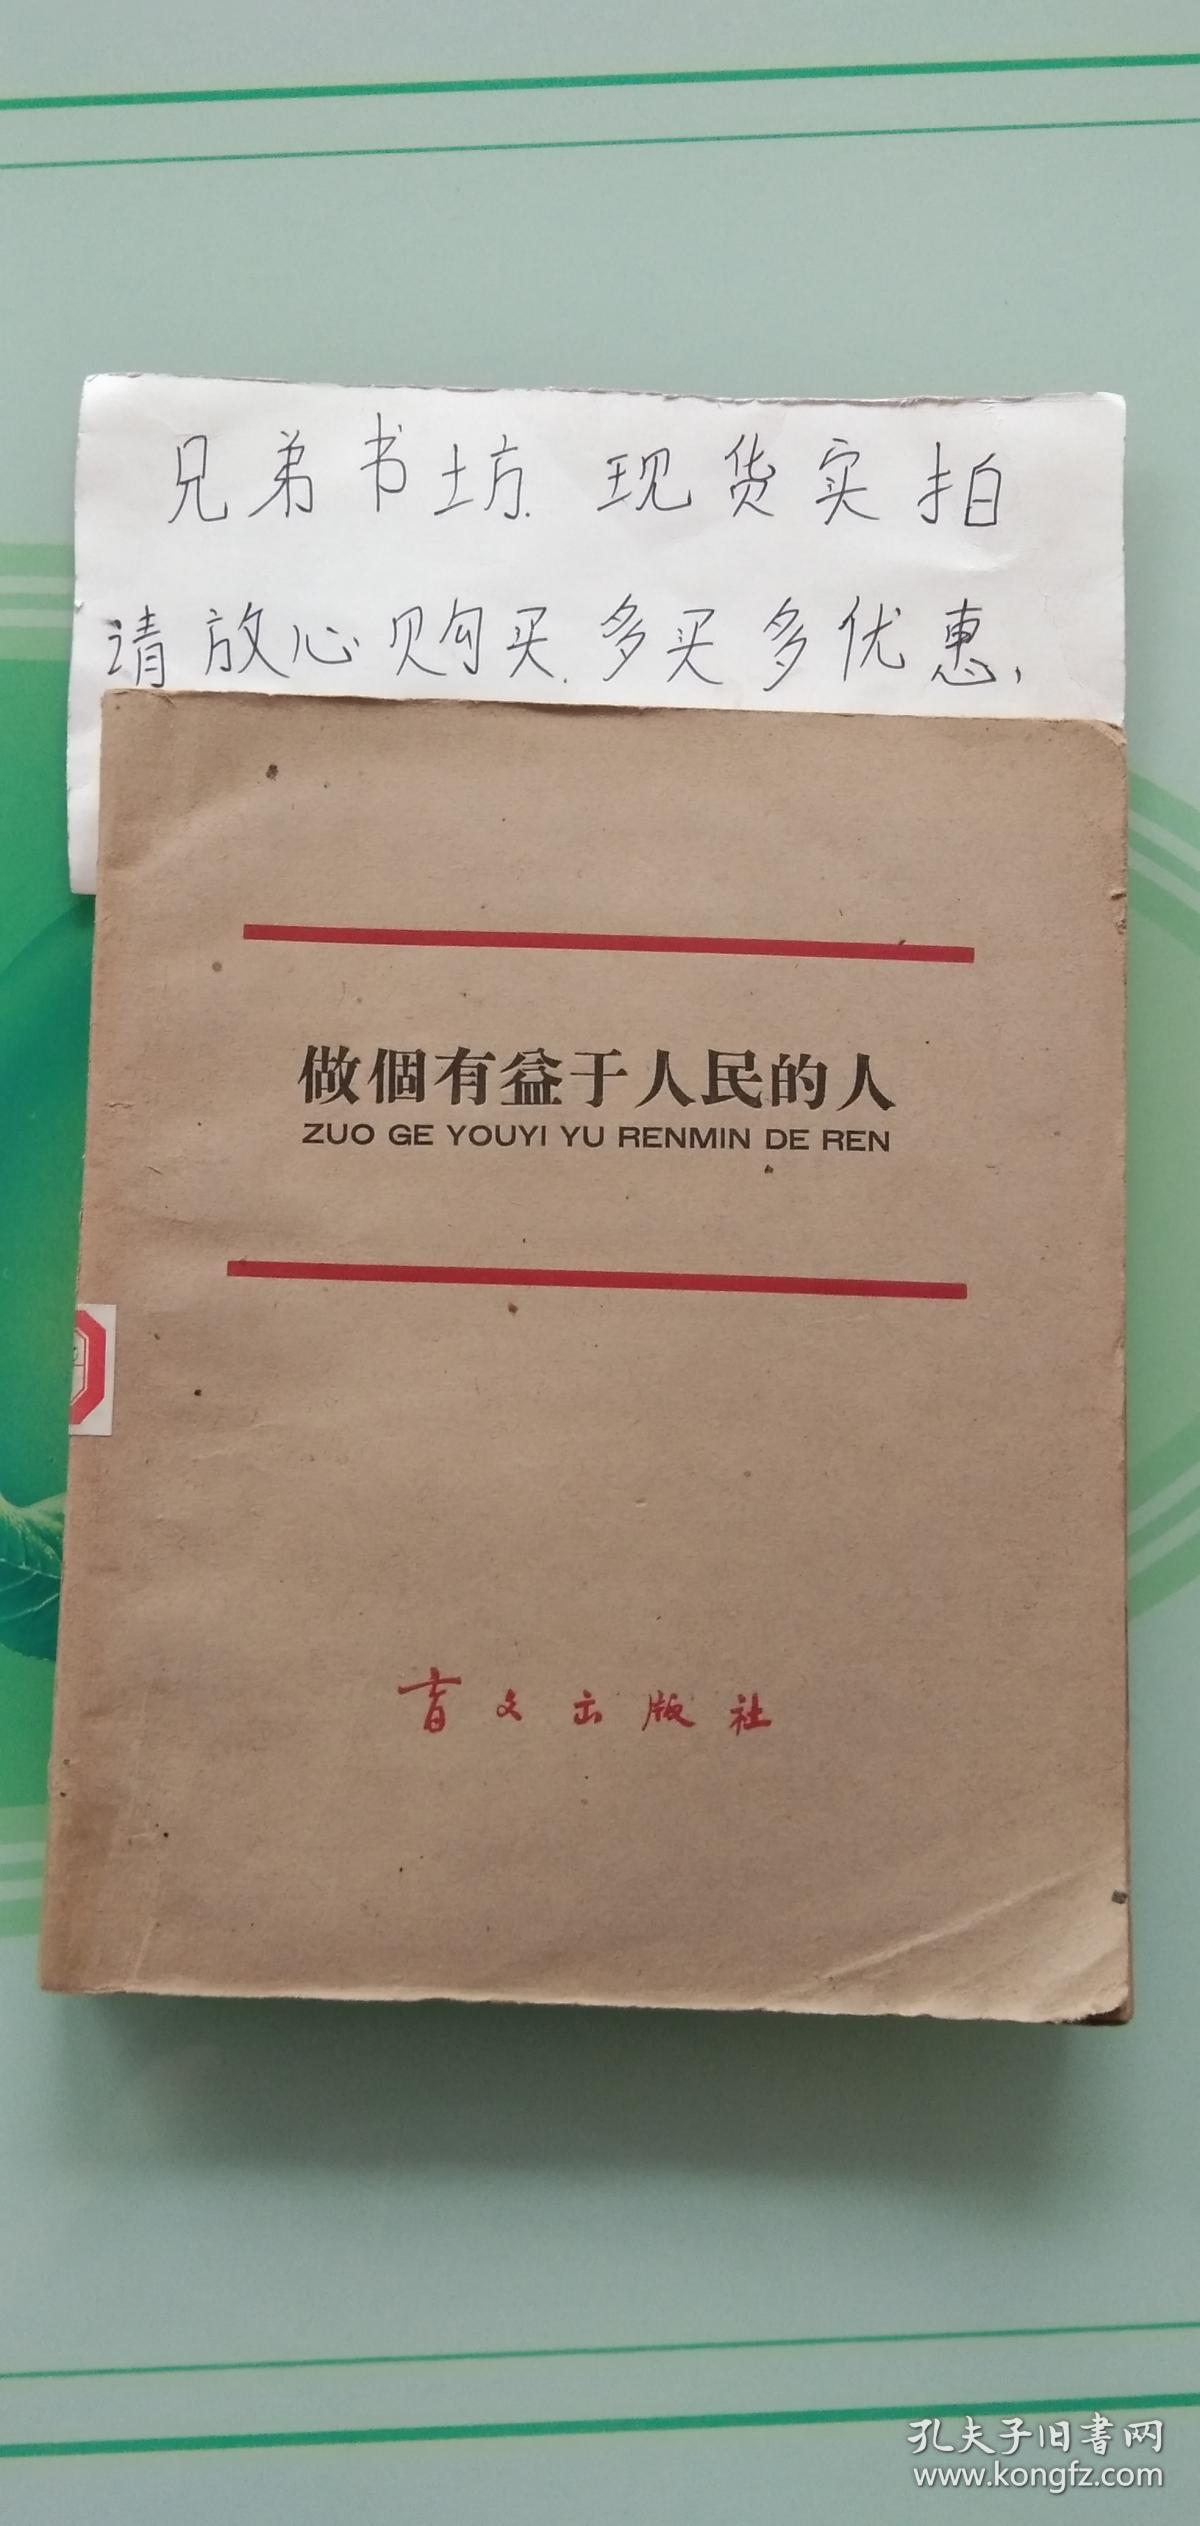 兄弟书坊.现货实拍
请放心购买.多买多优惠,
做個有益于人民的人
ZUO GE YOUYI YU RENMIN DE REN
盲文出版社
孔夫子旧書网
www.kongfz.com